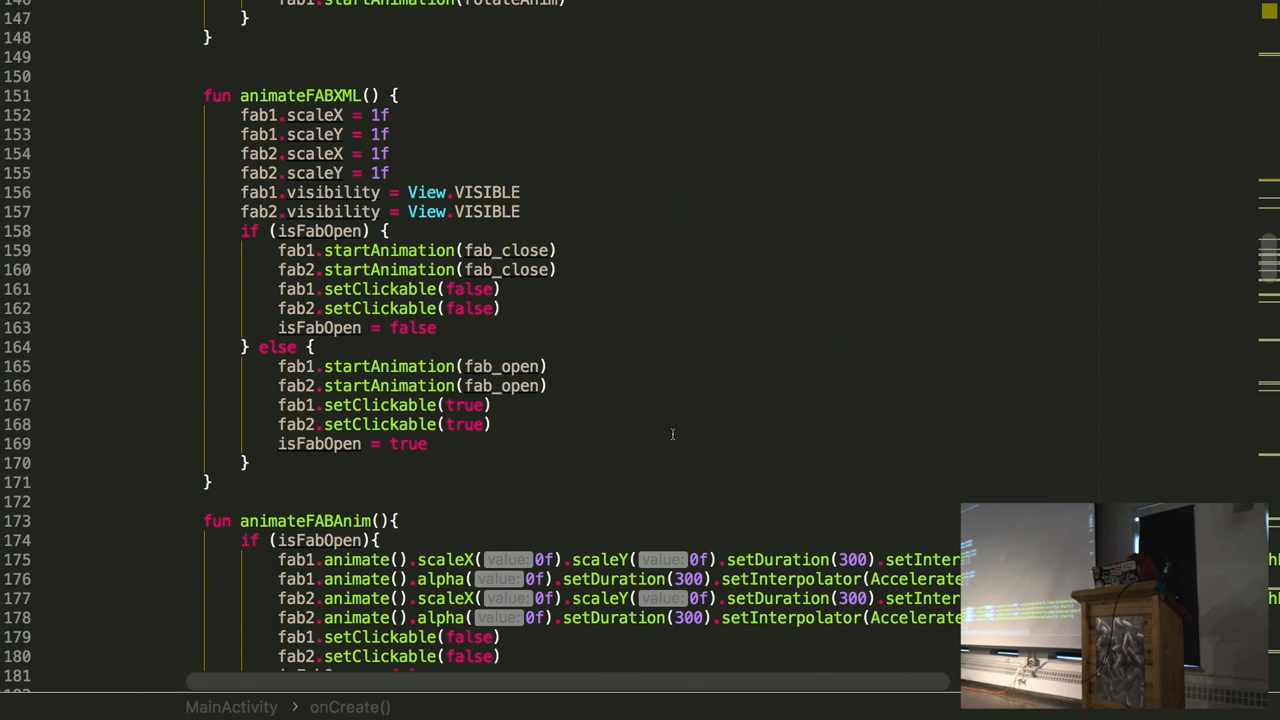 146 fab1.startAnimation(rotateAnim)
147 }
148 }
149
150
151 fun animateFABXML() {
152 fab1.scaleX = 1f
153 fab1.scaleY = 1f
154 fab2.scaleX = 1f
155 fab2.scaleY = 1f
156 fab1.visibility = View.VISIBLE
157 fab2.visibility = View.VISIBLE
158 if (isFabOpen) {
159 fab1.startAnimation(fab_close)
160 fab2.startAnimation(fab_close)
161 fab1.setClickable(false)
162 fab2.setClickable(false)
163 isFabOpen = false
164 } else {
165 fab1.startAnimation(fab_open)
166 fab2.startAnimation(fab_open)
167 fab1.setClickable(true)
168 fab2.setClickable(true)
169 isFabOpen = true
170 }
171 }
172
173 fun animateFABAnim(){
174 if (isFabOpen){
175 fab1.animate().scaleX( value: 0f).scaleY( value: 0f).setDuration(300).setInter
176 fab1.animate().alpha( value: 0f).setDuration(300).setInterpolator(Accelerate
177 fab2.animate().scaleX( value: 0f).scaleY( value: 0f).setDuration(300).setInter
178 fab2.animate().alpha( value: 0f).setDuration(300).setInterpolator(Accelerate
179 fab1.setClickable(false)
180 fab2.setClickable(false)
181
MainActivity > onCreate()